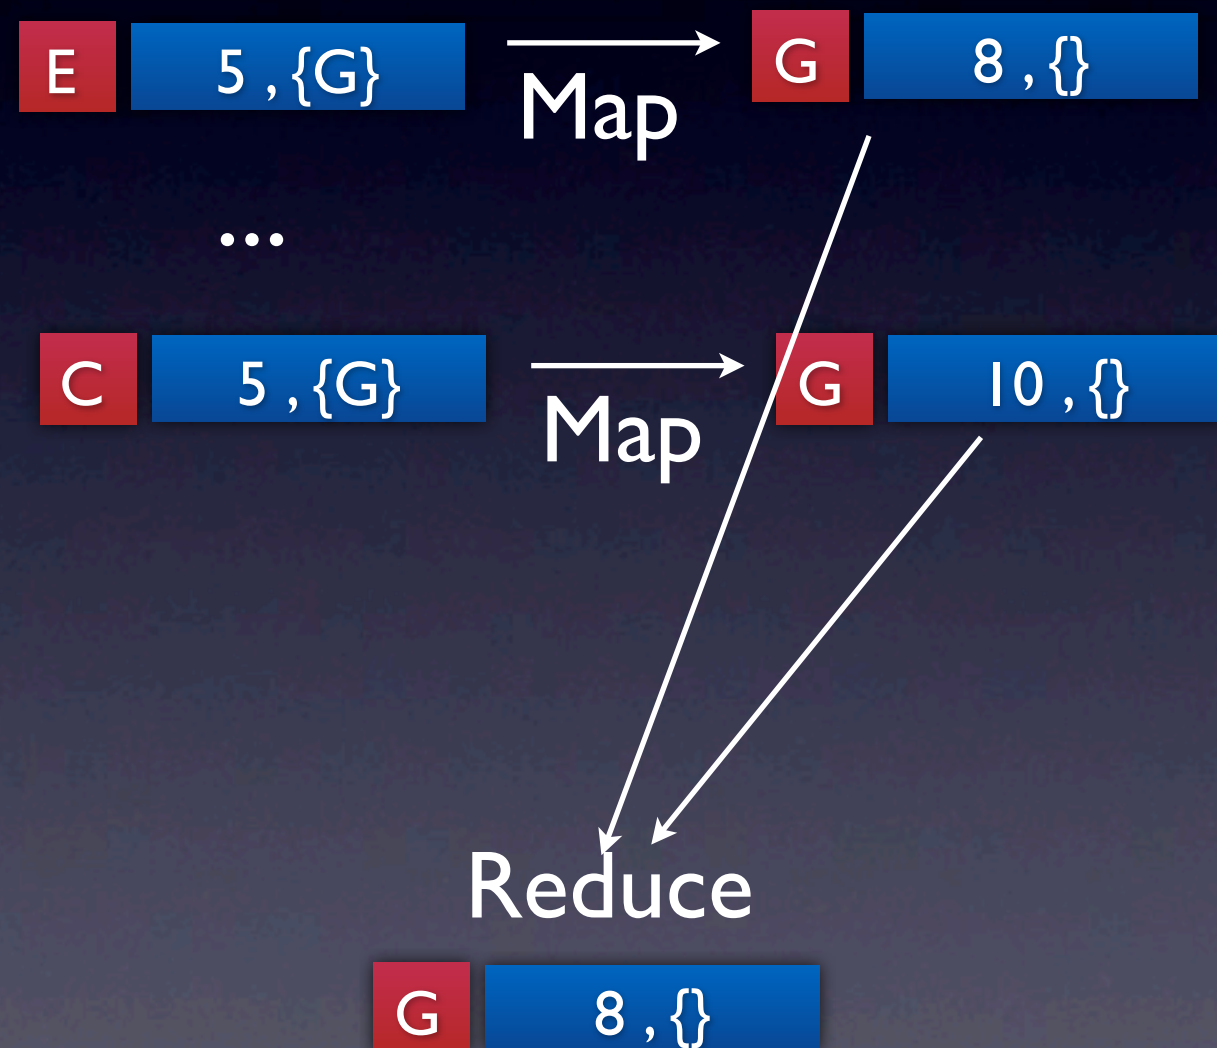 E 5 , {G} Map G 8 , {}
...
C 5 , {G} Map G 10 , {}
Reduce
G 8 , {}